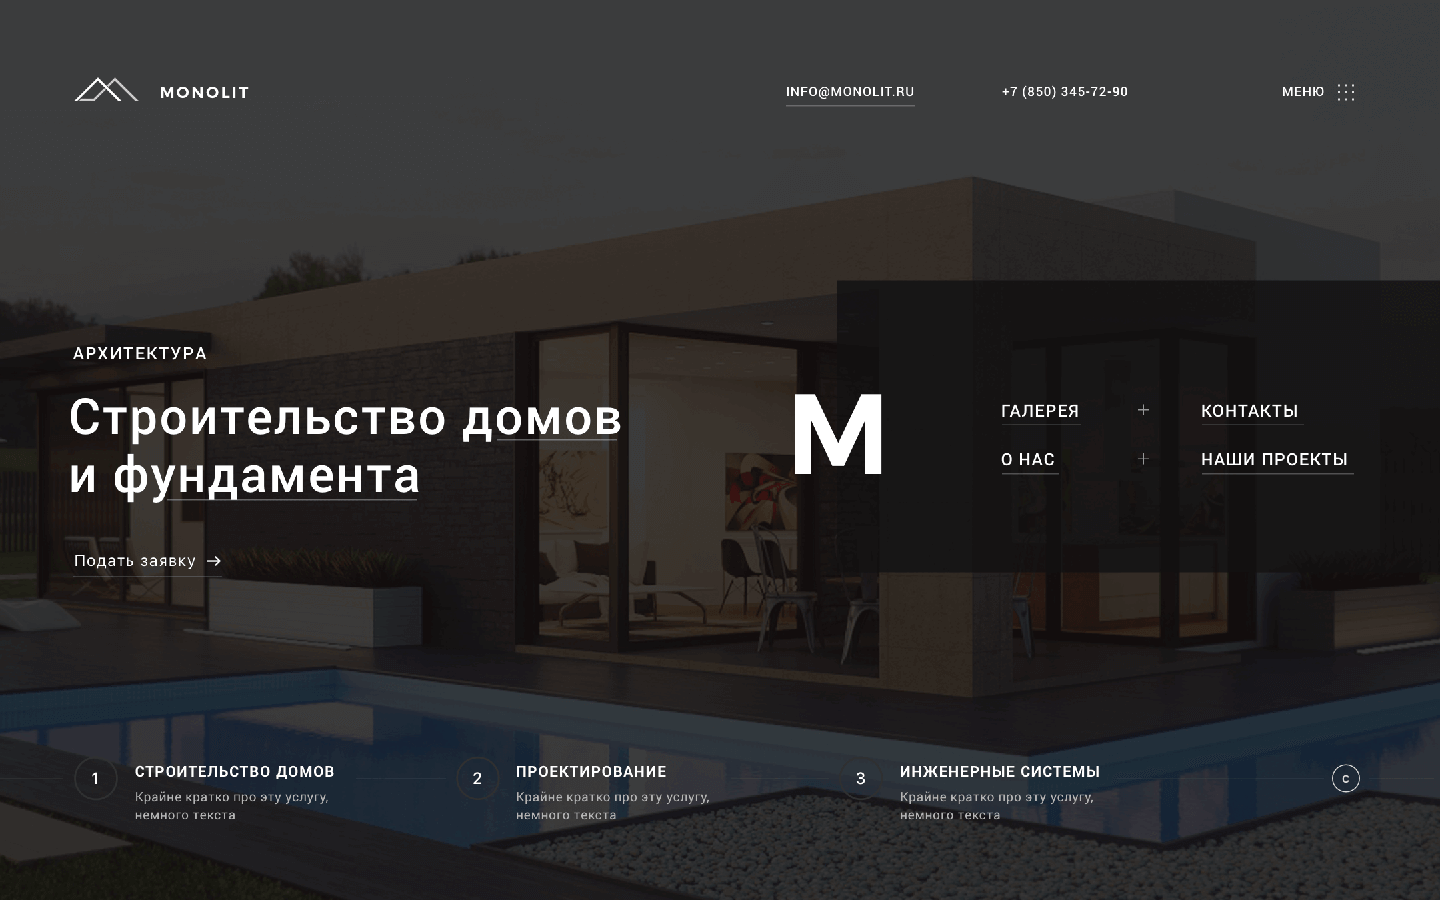 MONOLIT
INFO@MONOLIT.RU
+7 (850) 345-72-90
МЕНЮ
АРХИТЕКТУРА
Строительство домов
и фундамента
Подать заявку →
M
ГАЛЕРЕЯ +
КОНТАКТЫ
О НАС +
НАШИ ПРОЕКТЫ
1
СТРОИТЕЛЬСТВО ДОМОВ
Крайне кратко про эту услугу,
немного текста
2
ПРОЕКТИРОВАНИЕ
Крайне кратко про эту услугу,
немного текста
3
ИНЖЕНЕРНЫЕ СИСТЕМЫ
Крайне кратко про эту услугу,
немного текста
C